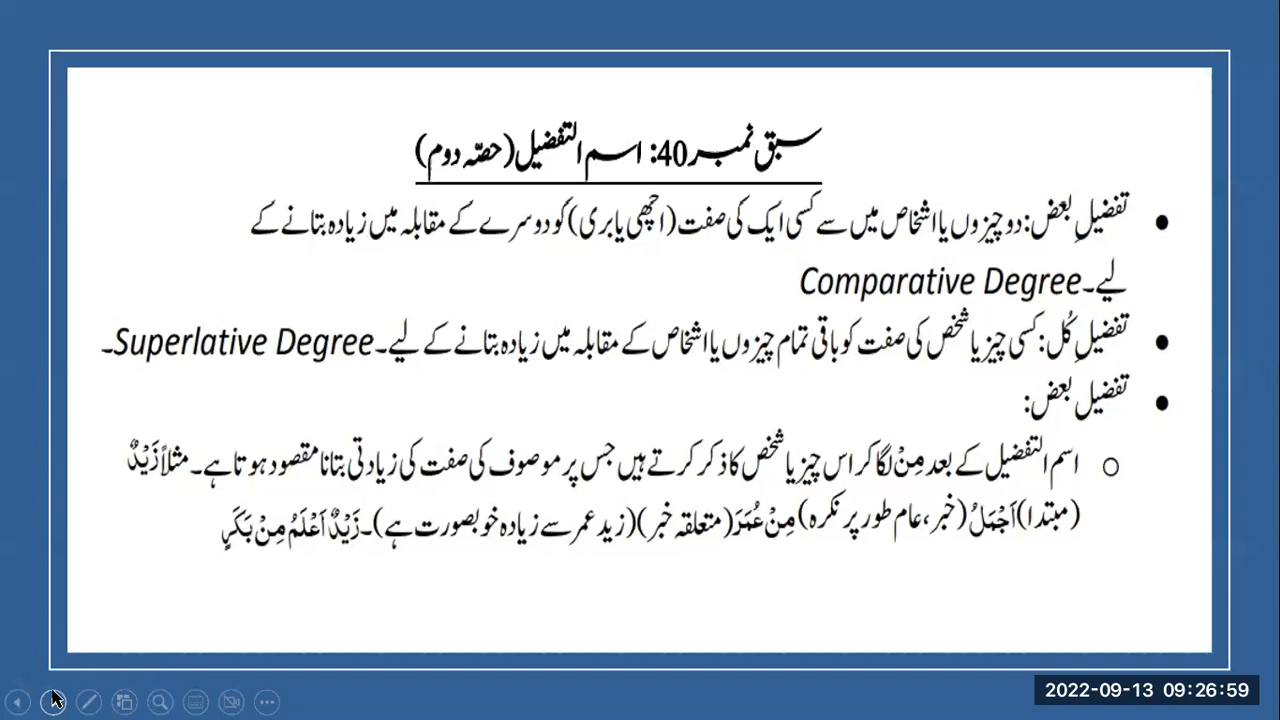 سبق نمبر 40: اسم التفضیل (حصّہ دوم)
• تفضیلِ بعض: دو چیزوں یا اشخاص میں سے کسی ایک کی صفت (اچھی یا بری) کو دوسرے کے مقابلہ میں زیادہ بتانے کے
لیے۔ Comparative Degree
• تفضیلِ کُل: کسی چیز یا شخص کی صفت کو باقی تمام چیزوں یا اشخاص کے مقابلہ میں زیادہ بتانے کے لیے۔ Superlative Degree۔
• تفضیل بعض:
○ اسم التفضیل کے بعد مِنْ لگا کر اس چیز یا شخص کا ذکر کرتے ہیں جس پر موصوف کی صفت کی زیادتی بتانا مقصود ہوتا ہے۔ مثلاً زَیْدٌ
(مبتدا) اَجْمَلُ (خبر، عام طور پر نکرہ) مِنْ عُمَرَ (متعلقہ خبر) (زید عمر سے زیادہ خوبصورت ہے)۔ زَیْدٌ اَعْلَمُ مِنْ بَکَرٍ
2022-09-13 09:26:59